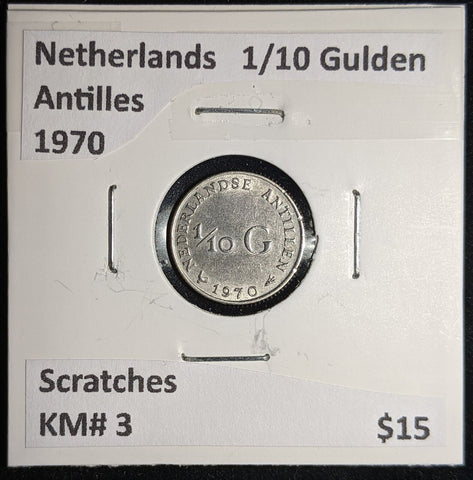 Netherlands 1/10 Gulden
Antilles
1970
NEDERLANDSE ANTILLEN
1/10 G
1970
Scratches
KM# 3 $15